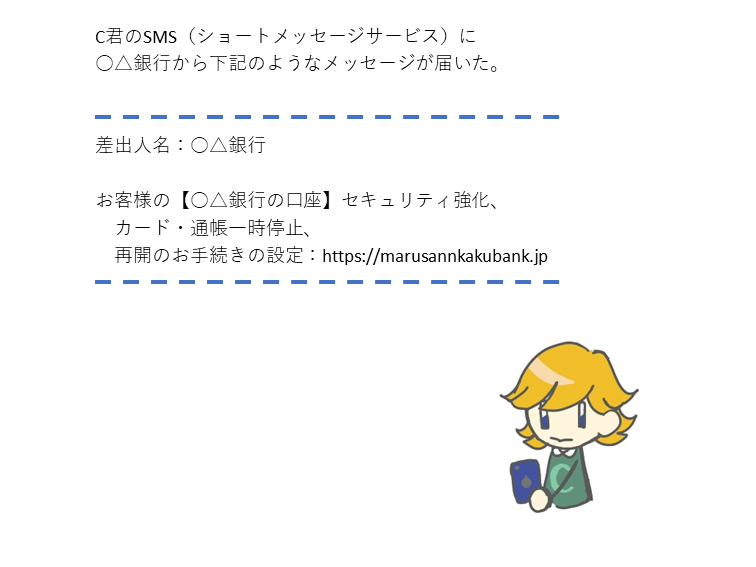 C君のSMS（ショートメッセージサービス）に
〇△銀行から下記のようなメッセージが届いた。
差出人名：〇△銀行
お客様の【〇△銀行の口座】セキュリティ強化、
カード・通帳一時停止、
再開のお手続きの設定：https://marusannkakubank.jp
C